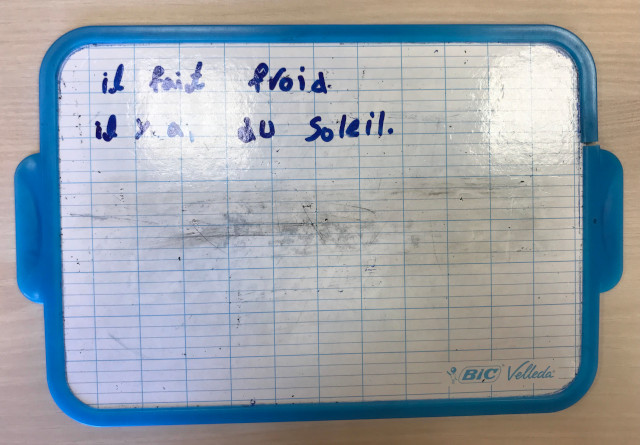 il fait froid.
il y a du soleil.
BIC Velleda